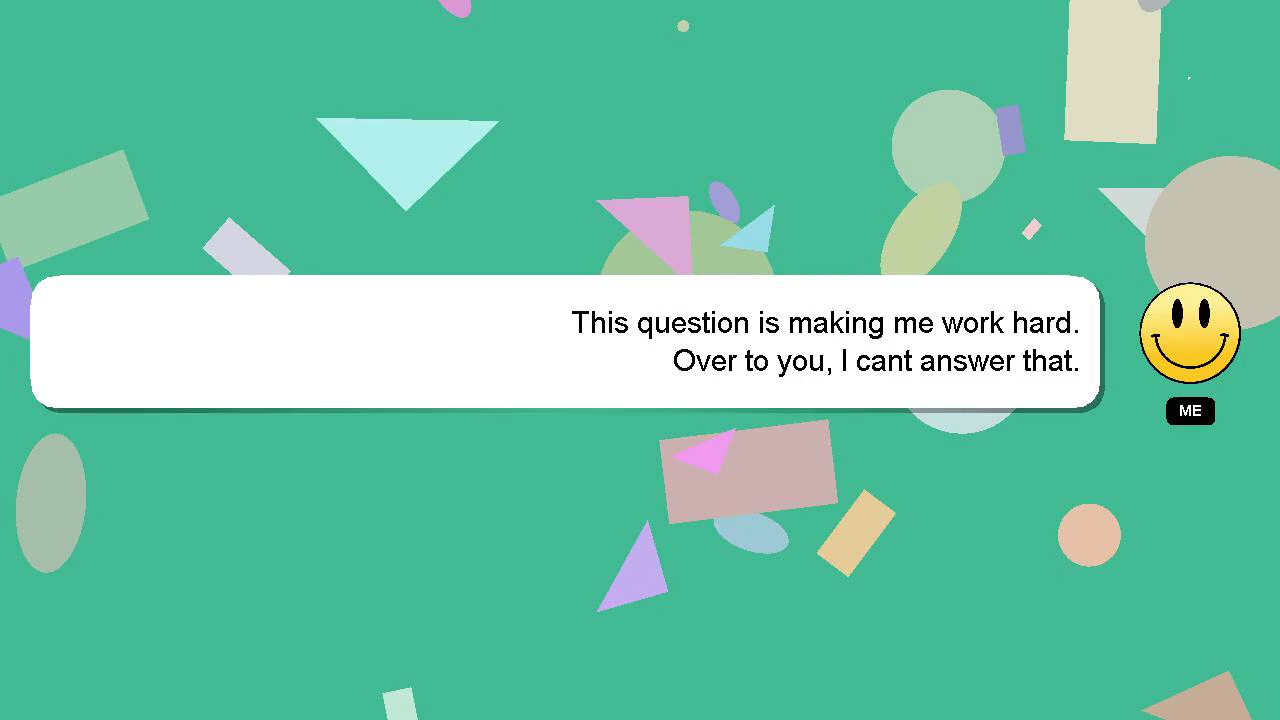 This question is making me work hard.
Over to you, I cant answer that.
ME